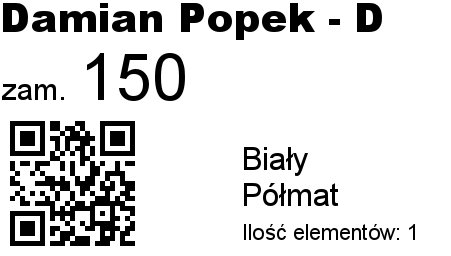 Damian Popek - D
zam. 150
Biały
Półmat
Ilość elementów: 1